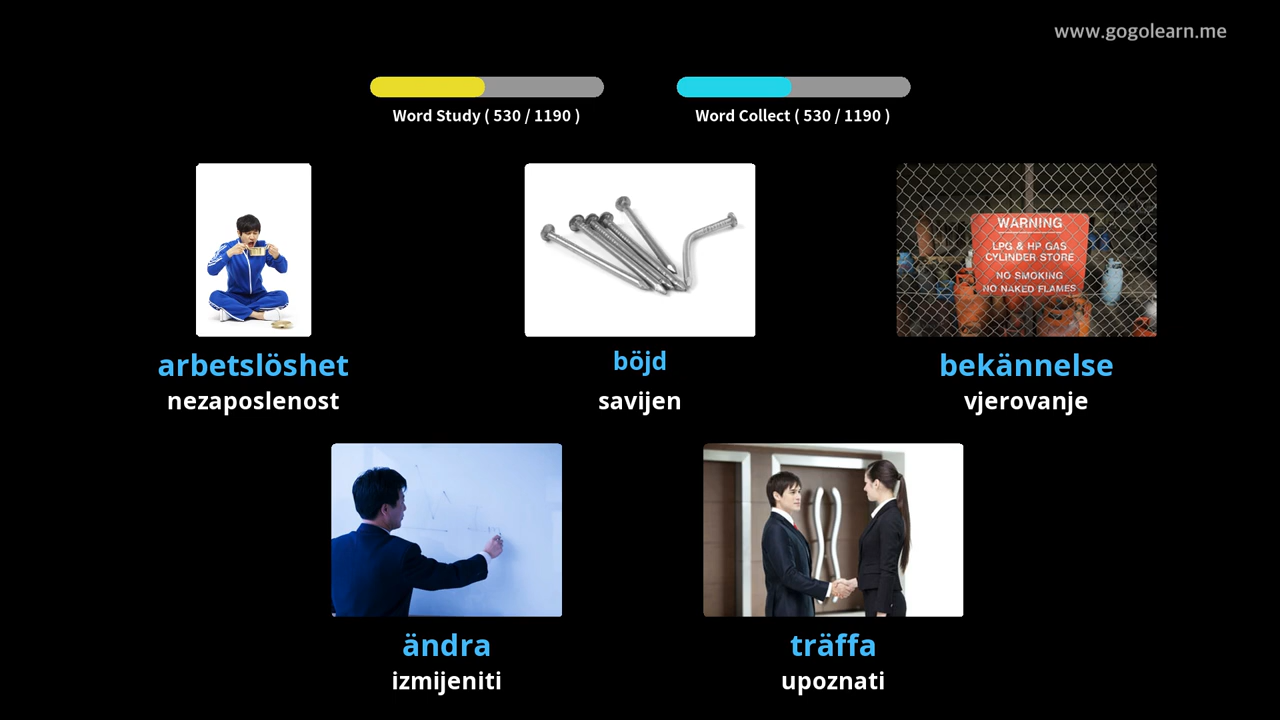 www.gogolearn.me
Word Study ( 530 / 1190 )
Word Collect ( 530 / 1190 )
WARNING
LPG & HP GAS
CYLINDER STORE
NO SMOKING
NO NAKED FLAMES
arbetslöshet
nezaposlenost
böjd
savijen
bekännelse
vjerovanje
ändra
izmijeniti
träffa
upoznati